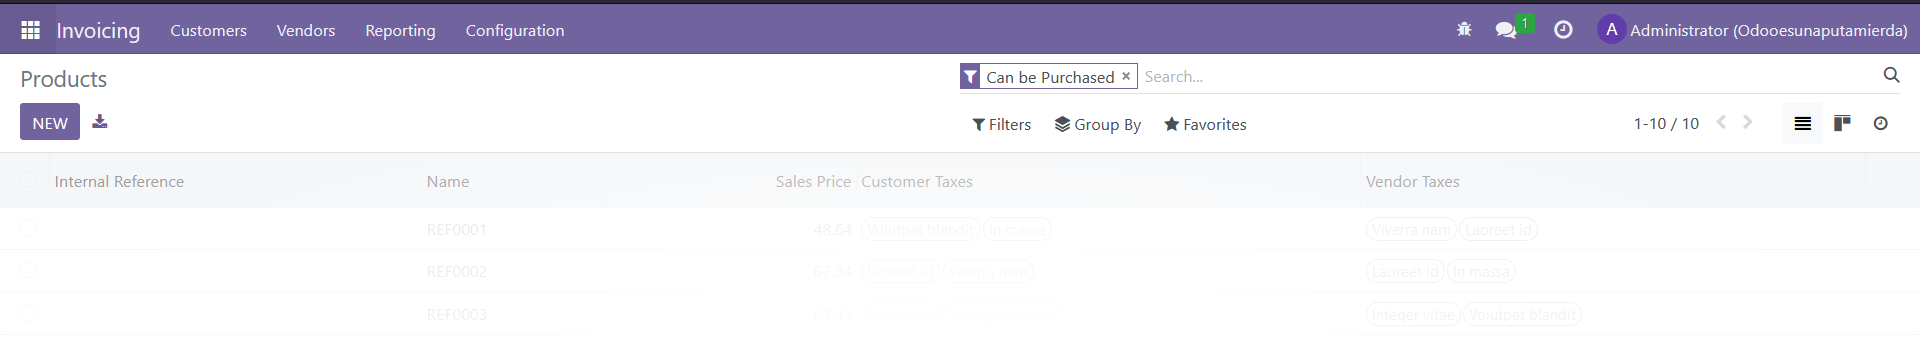 Invoicing Customers Vendors Reporting Configuration 1 A Administrator (Odooesunaputamierda)
Products Can be Purchased × Search...
NEW Filters Group By Favorites 1-10 / 10
Internal Reference Name Sales Price Customer Taxes Vendor Taxes
REF0001 48.64 Volutpat blandit In massa Viverra nam Laoreet id
REF0002 67.84 Laoreet id Viverra nam Laoreet id In massa
REF0003 Integer vitae Volutpat blandit